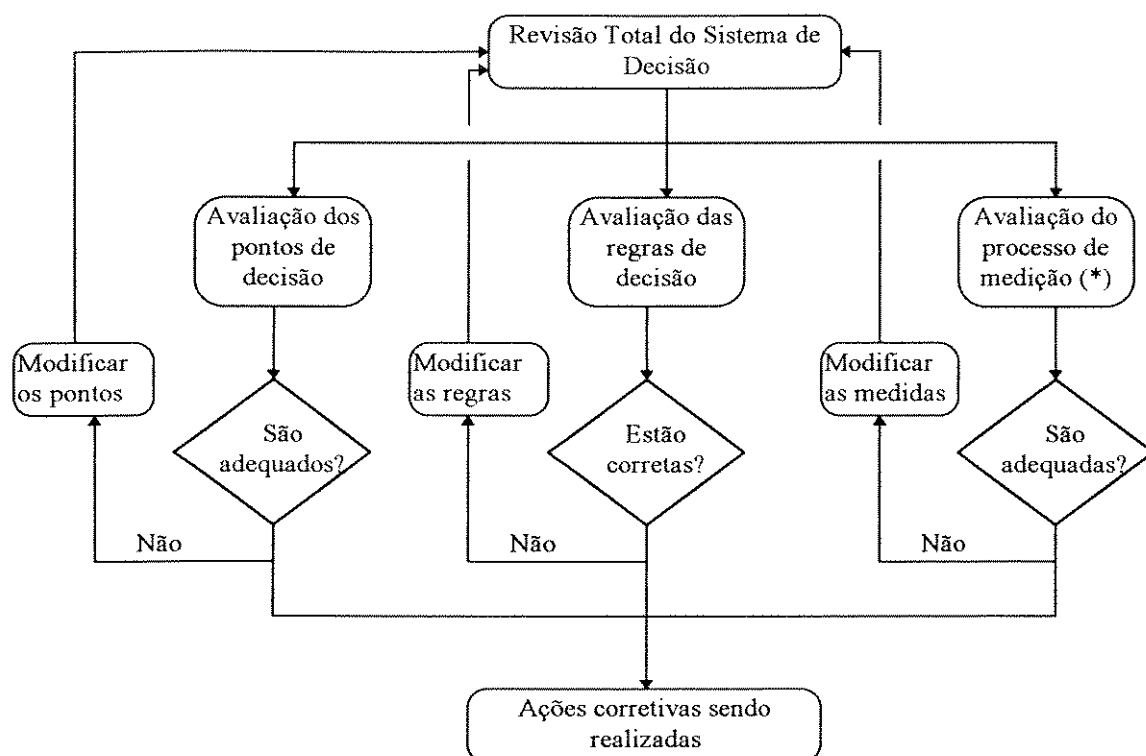 Revisão Total do Sistema de
Decisão
Avaliação dos
pontos de
decisão
Avaliação das
regras de
decisão
Avaliação do
processo de
medição (*)
Modificar
os pontos
Modificar
as regras
Modificar
as medidas
São
adequados?
Estão
corretas?
São
adequadas?
Não
Não
Não
Ações corretivas sendo
realizadas